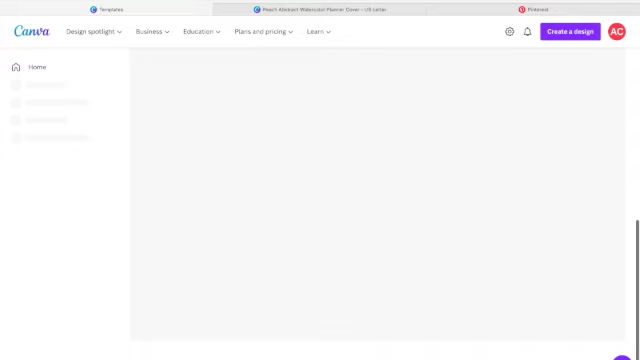 Templates
Peach Abstract Watercolor Planner Cover - US Letter
Pinterest
Canva
Design spotlight
Business
Education
Plans and pricing
Learn
Create a design
AC
Home